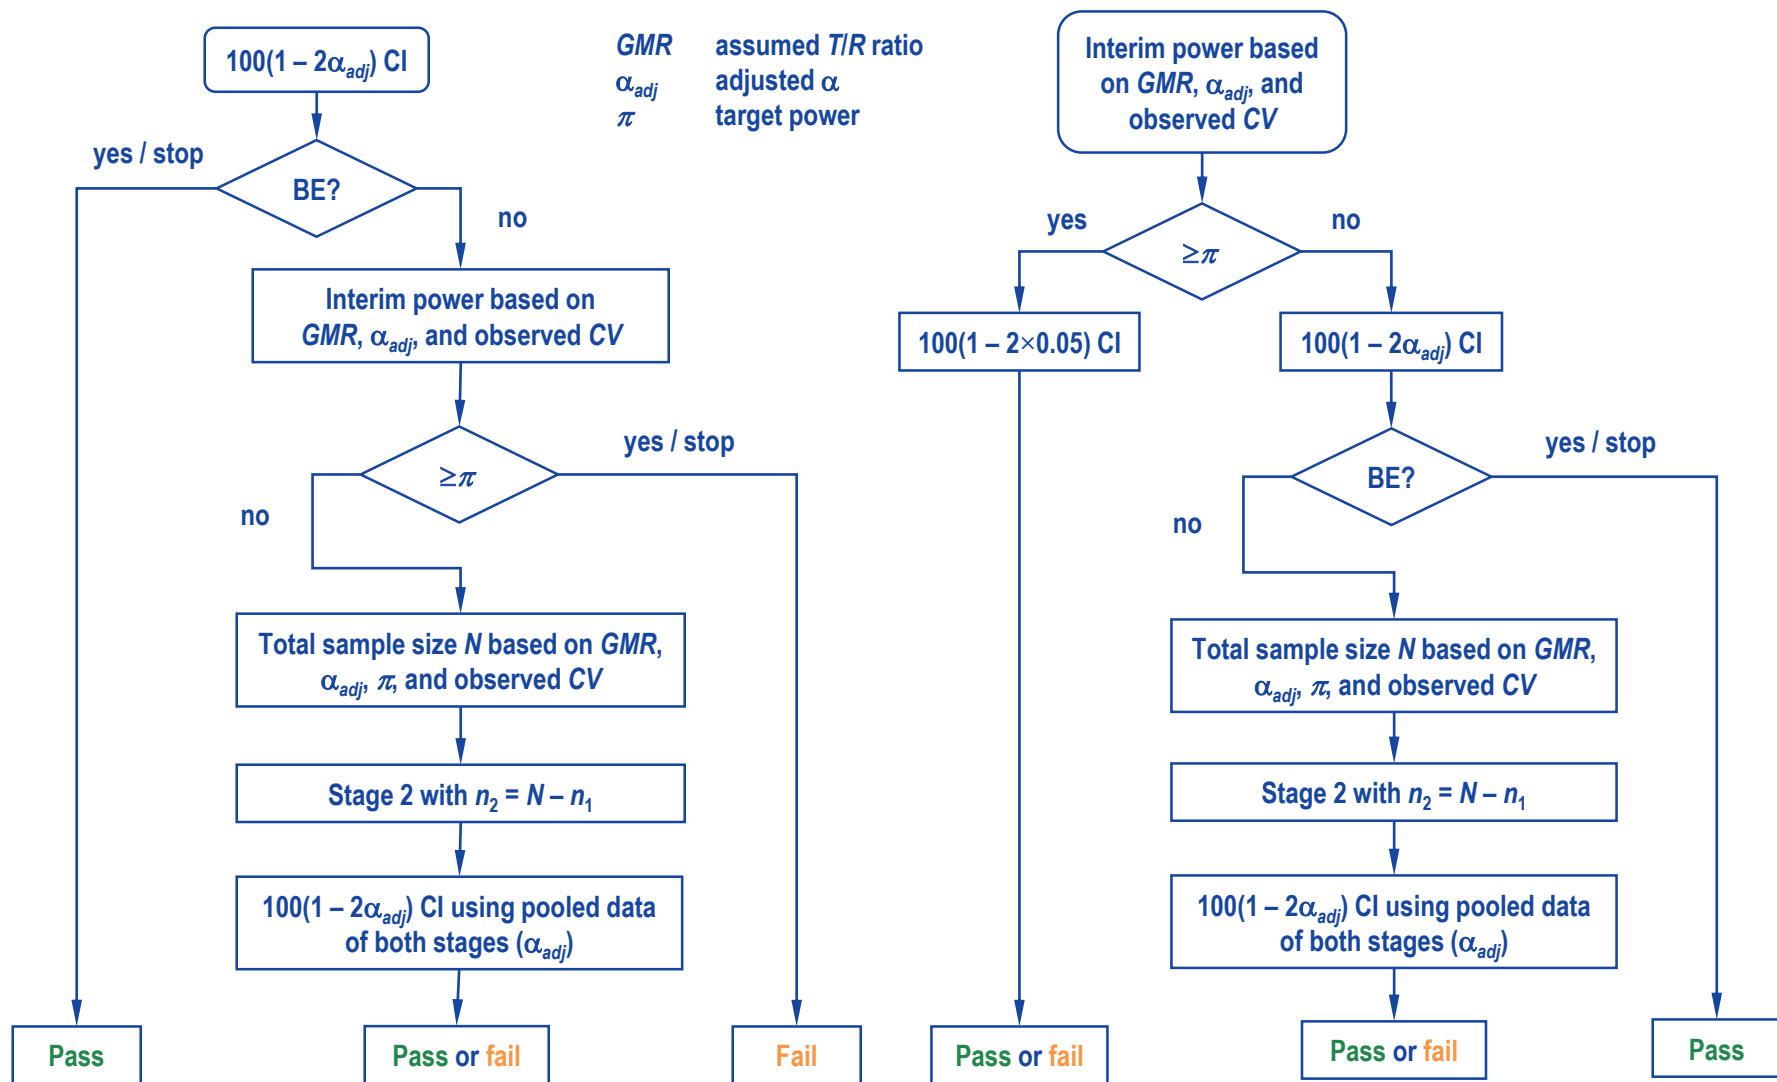 100(1 – 2αadj) CI
GMR assumed T/R ratio
αadj adjusted α
π target power
yes / stop
BE?
no
Interim power based on
GMR, αadj, and observed CV
≥π
yes / stop
no
Total sample size N based on GMR,
αadj, π, and observed CV
Stage 2 with n2 = N – n1
100(1 – 2αadj) CI using pooled data
of both stages (αadj)
Pass
Pass or fail
Fail
Interim power based
on GMR, αadj, and
observed CV
yes
≥π
no
100(1 – 2×0.05) CI
100(1 – 2αadj) CI
BE?
yes / stop
no
Total sample size N based on GMR,
αadj, π, and observed CV
Stage 2 with n2 = N – n1
100(1 – 2αadj) CI using pooled data
of both stages (αadj)
Pass or fail
Pass or fail
Pass